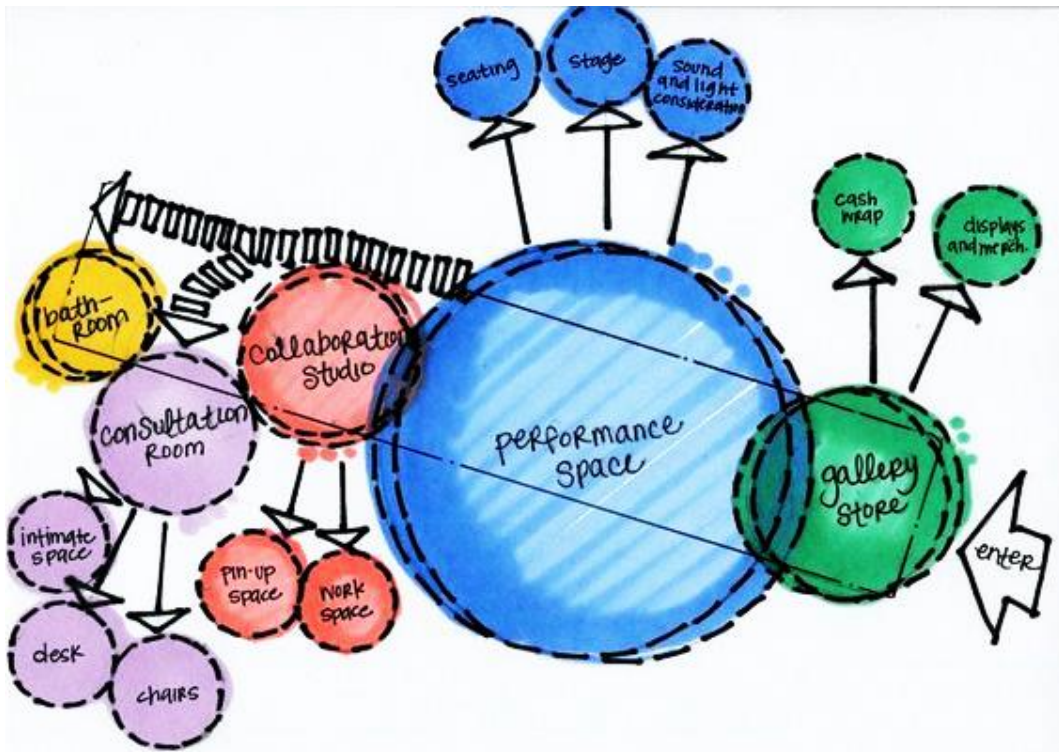 seating
stage
sound
and light
consideration
cash
wrap
displays
and merch.
bath-
room
collaboration
studio
consultation
room
performance
space
gallery
store
enter
intimate
space
pin-up
space
work
space
desk
chairs